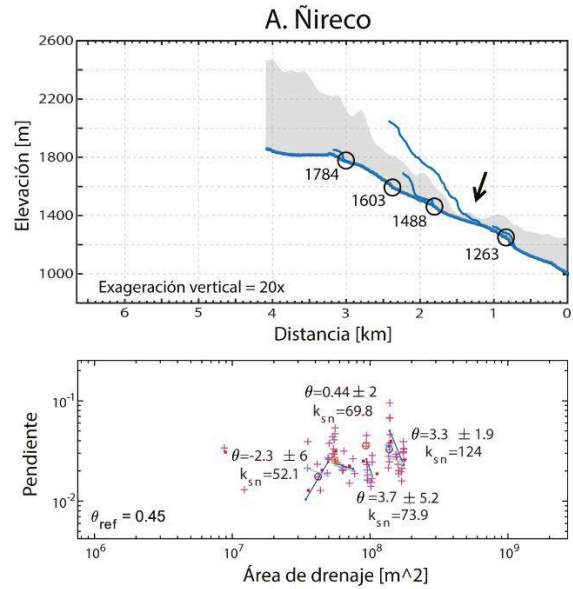 A. Ñireco
2600
2200
1800
1400
1000
Elevación [m]
1784
1603
1488
1263
Exageración vertical = 20x
6 5 4 3 2 1 0
Distancia [km]
10^-1
10^-2
Pendiente
θ=0.44 ± 2
k_sn=69.8
θ=-2.3 ± 6
k_sn=52.1
θ=3.3 ± 1.9
k_sn=124
θ=3.7 ± 5.2
k_sn=73.9
θ_ref = 0.45
10^6 10^7 10^8 10^9
Área de drenaje [m^2]